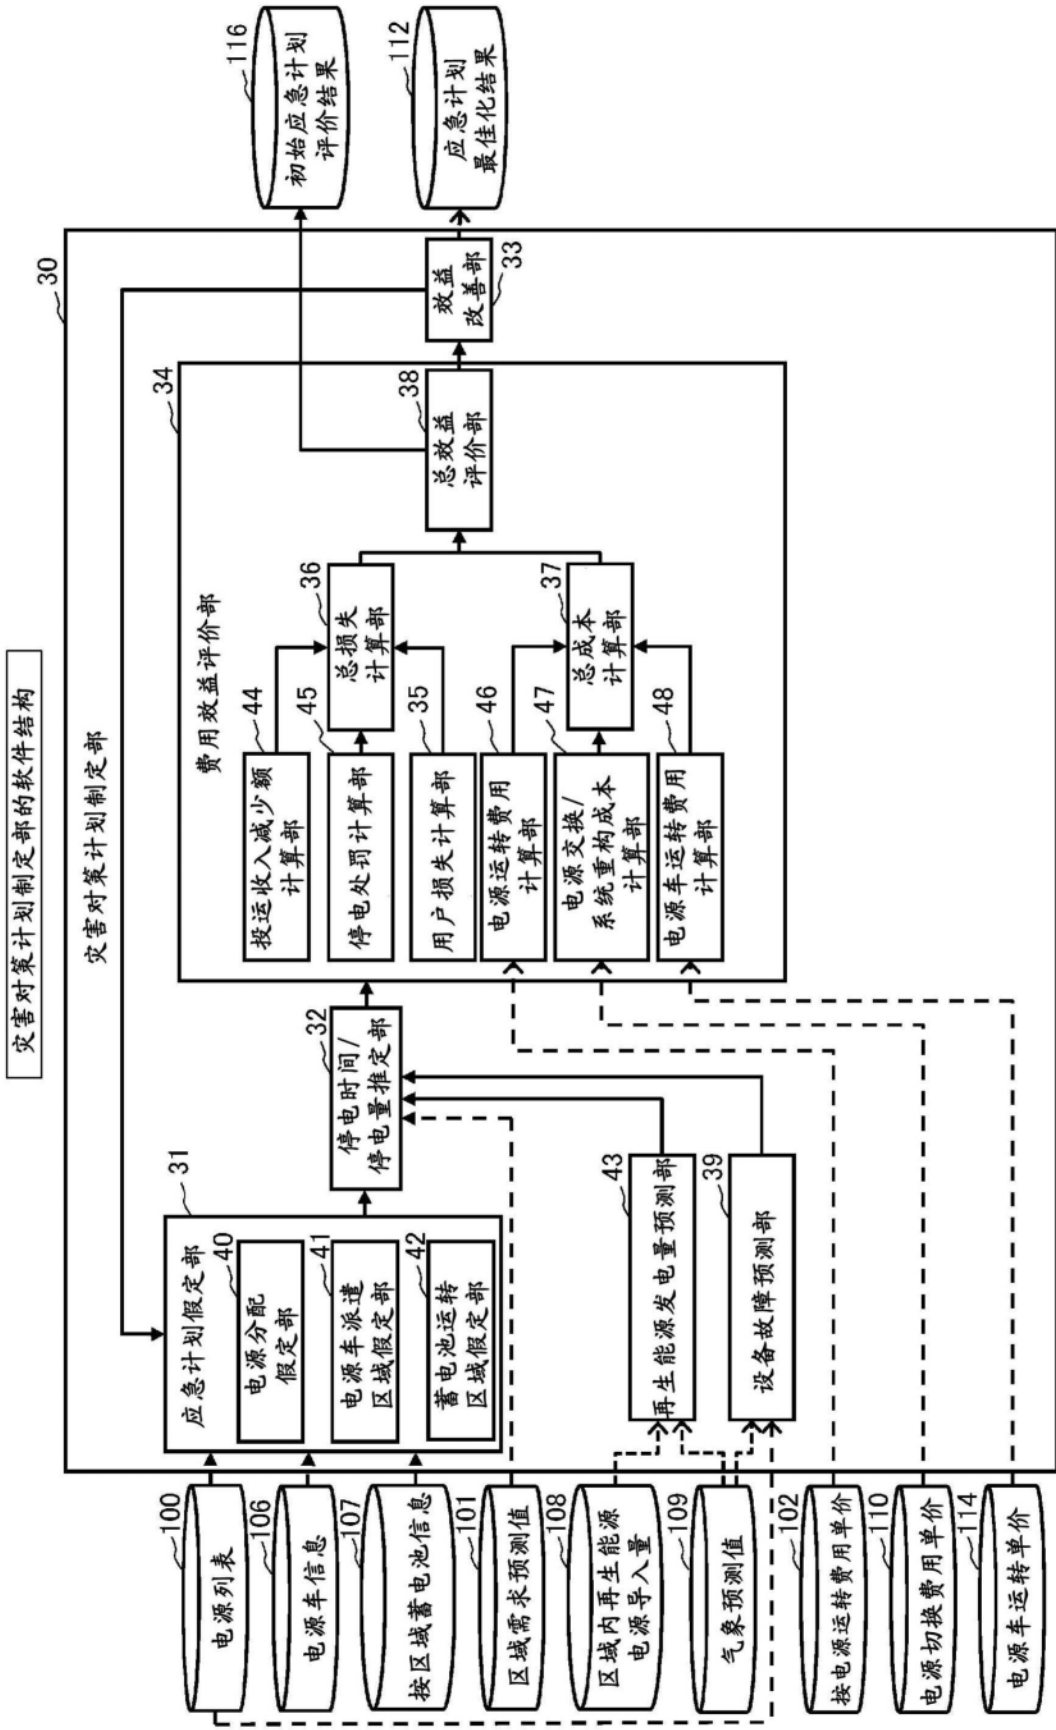 灾害对策计划制定部的软件结构
30
灾害对策计划制定部
100
电源列表
106
电源车信息
107
按区域蓄电池信息
101
区域需求预测值
108
区域内再生能源
电源导入量
109
气象预测值
102
按电源运转费用单价
110
电源切换费用单价
114
电源车运转单价
31
应急计划假定部
40
电源分配
假定部
41
电源车派遣
区域假定部
42
蓄电池运转
区域假定部
43
再生能源发电量预测部
39
设备故障预测部
32
停电时间/
停电量推定部
34
费用效益评价部
44
投运收入减少额
计算部
45
停电处罚计算部
35
用户损失计算部
46
电源运转费用
计算部
47
电源交换/
系统重构成本
计算部
48
电源车运转费用
计算部
36
总损失
计算部
37
总成本
计算部
38
总效益
评价部
33
效益
改善部
116
初始应急计划
评价结果
112
应急计划
最佳化结果